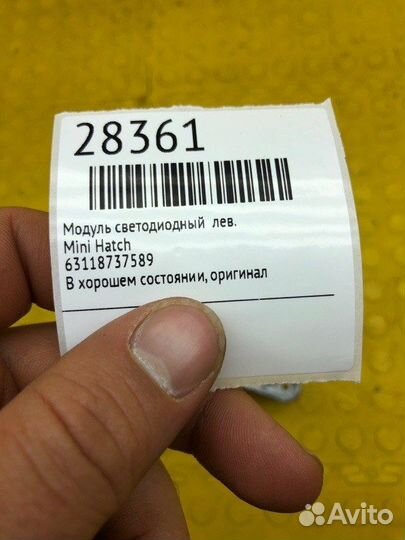 28361
Модуль светодиодный лев.
Mini Hatch
63118737589
В хорошем состоянии, оригинал
Avito